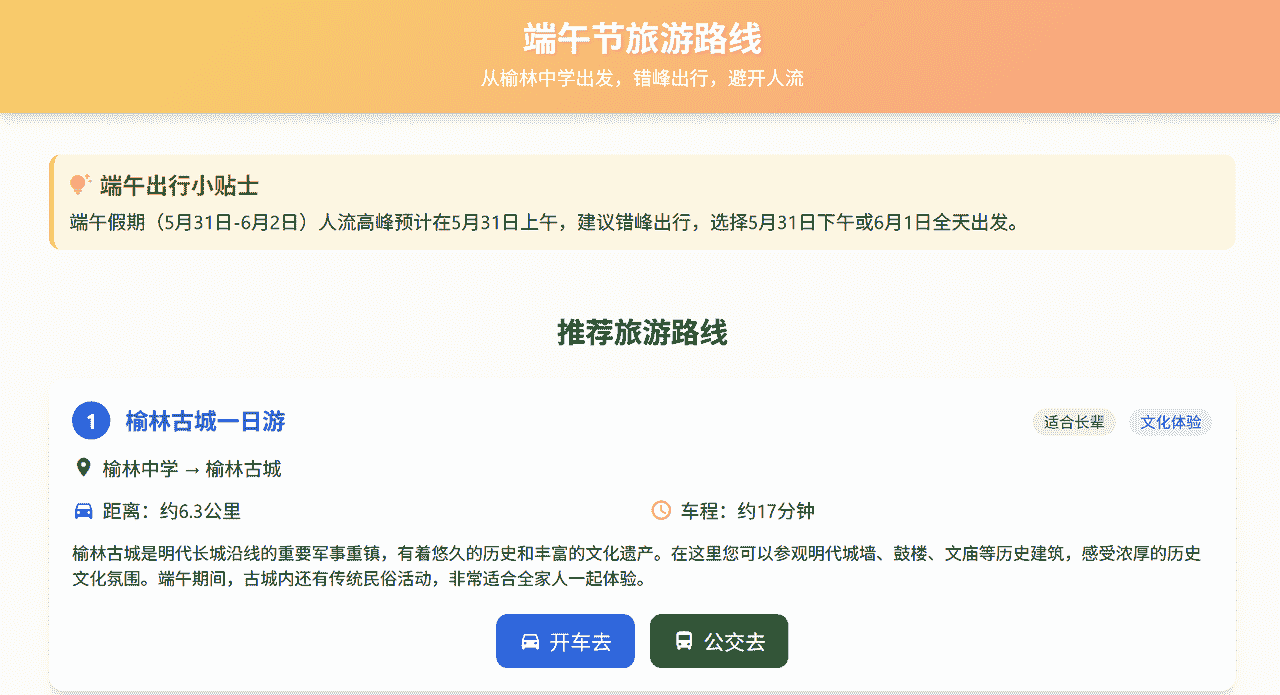 端午节旅游路线
从榆林中学出发，错峰出行，避开人流
端午出行小贴士
端午假期（5月31日-6月2日）人流高峰预计在5月31日上午，建议错峰出行，选择5月31日下午或6月1日全天出发。
推荐旅游路线
1 榆林古城一日游 适合长辈 文化体验
榆林中学 → 榆林古城
距离：约6.3公里 车程：约17分钟
榆林古城是明代长城沿线的重要军事重镇，有着悠久的历史和丰富的文化遗产。在这里您可以参观明代城墙、鼓楼、文庙等历史建筑，感受浓厚的历史
文化氛围。端午期间，古城内还有传统民俗活动，非常适合全家人一起体验。
开车去 公交去